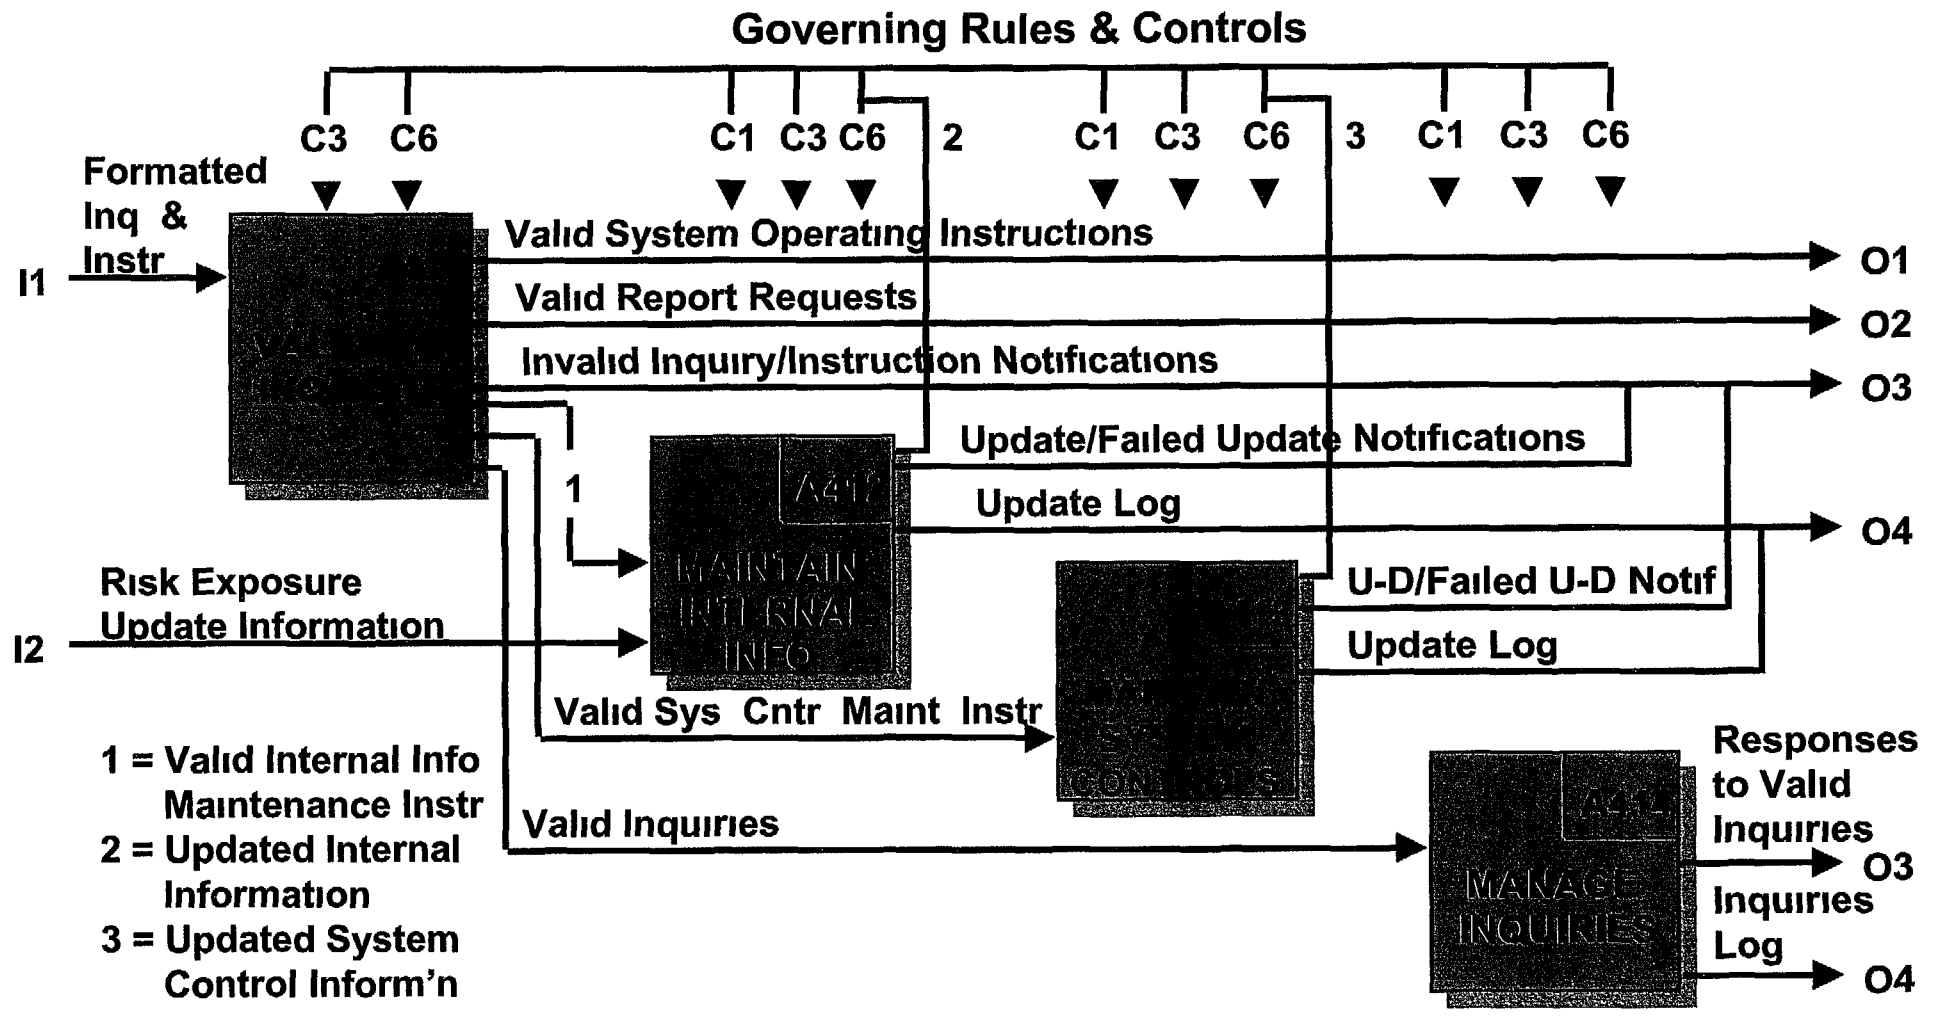 Governing Rules & Controls
C3 C6 C1 C3 C6 2 C1 C3 C6 3 C1 C3 C6
Formatted
Inq &
Instr
I1
Valid System Operating Instructions
O1
Valid Report Requests
O2
Invalid Inquiry/Instruction Notifications
O3
Update/Failed Update Notifications
1
Update Log
O4
MAINTAIN
INTERNAL
INFO
Risk Exposure
Update Information
I2
U-D/Failed U-D Notif
Update Log
CONTROLS
Valid Sys Cntr Maint Instr
Valid Inquiries
A414
MANAGE
INQUIRIES
Responses
to Valid
Inquiries
O3
Inquiries
Log
O4
1 = Valid Internal Info
Maintenance Instr
2 = Updated Internal
Information
3 = Updated System
Control Inform'n